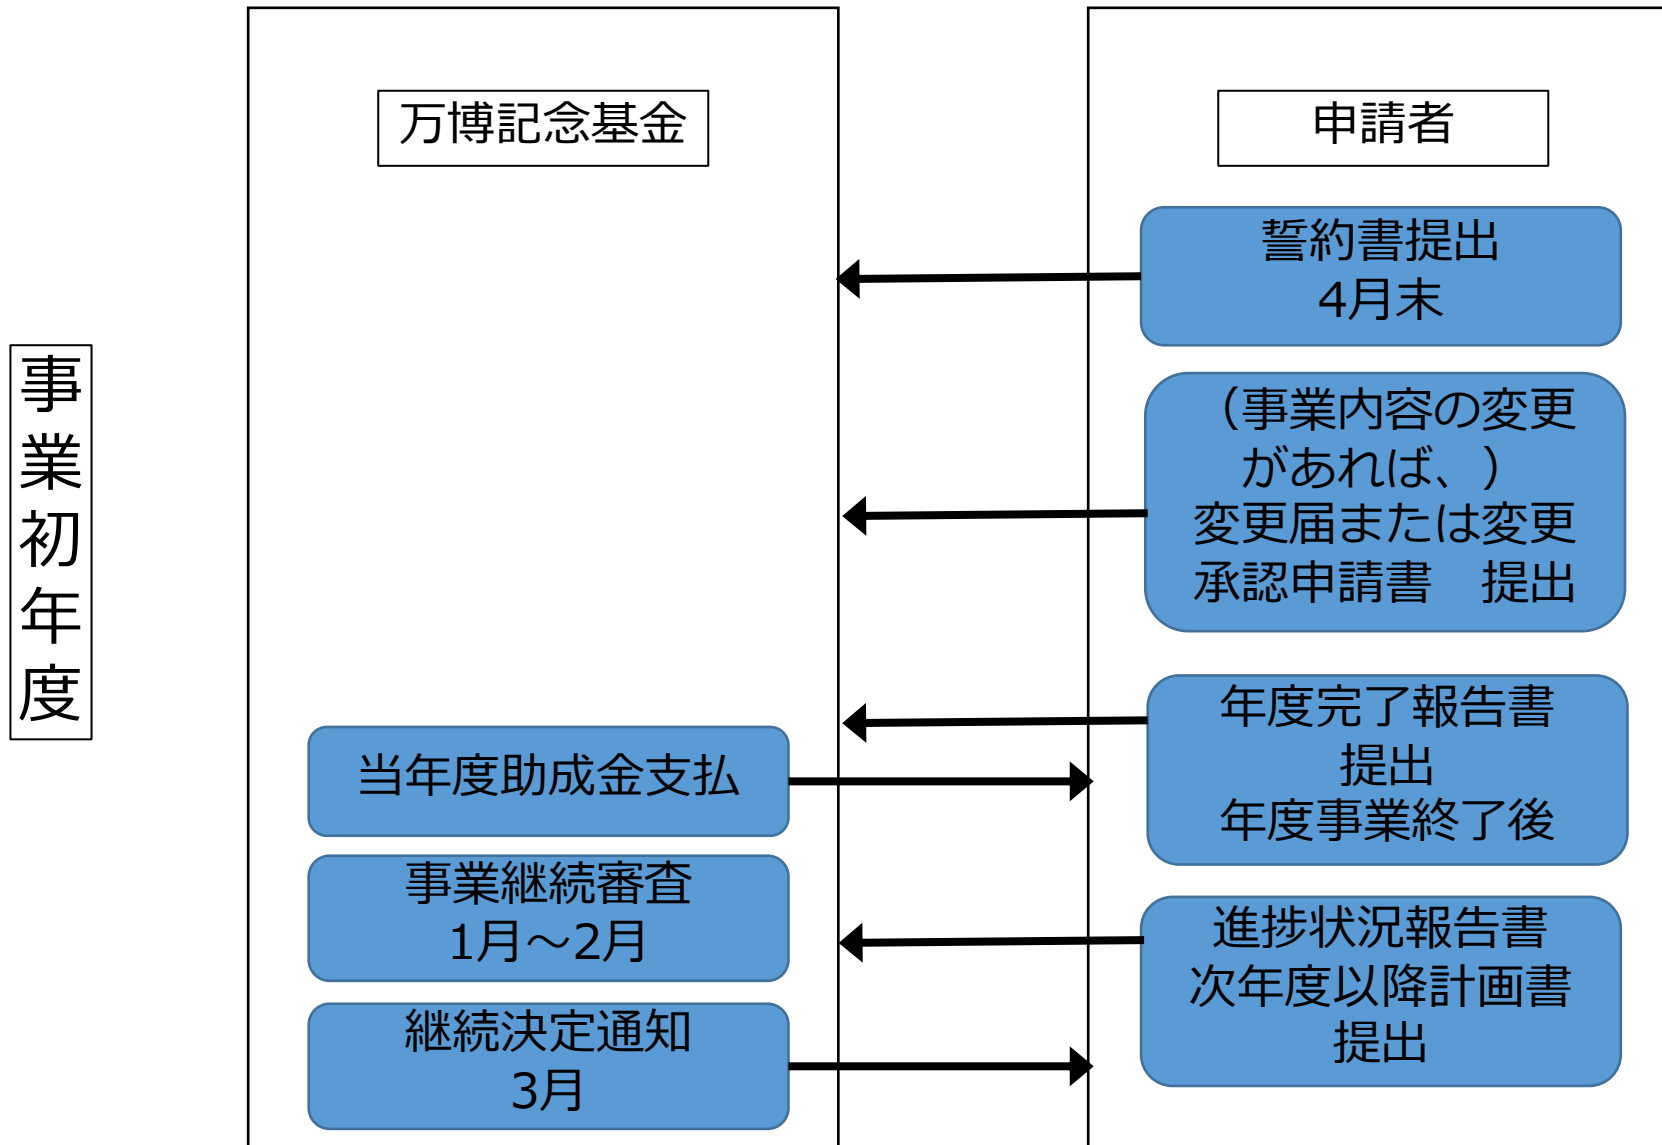 万博記念基金
申請者
事業初年度
誓約書提出
4月末
（事業内容の変更
があれば、）
変更届または変更
承認申請書　提出
年度完了報告書
提出
年度事業終了後
当年度助成金支払
事業継続審査
1月～2月
進捗状況報告書
次年度以降計画書
提出
継続決定通知
3月